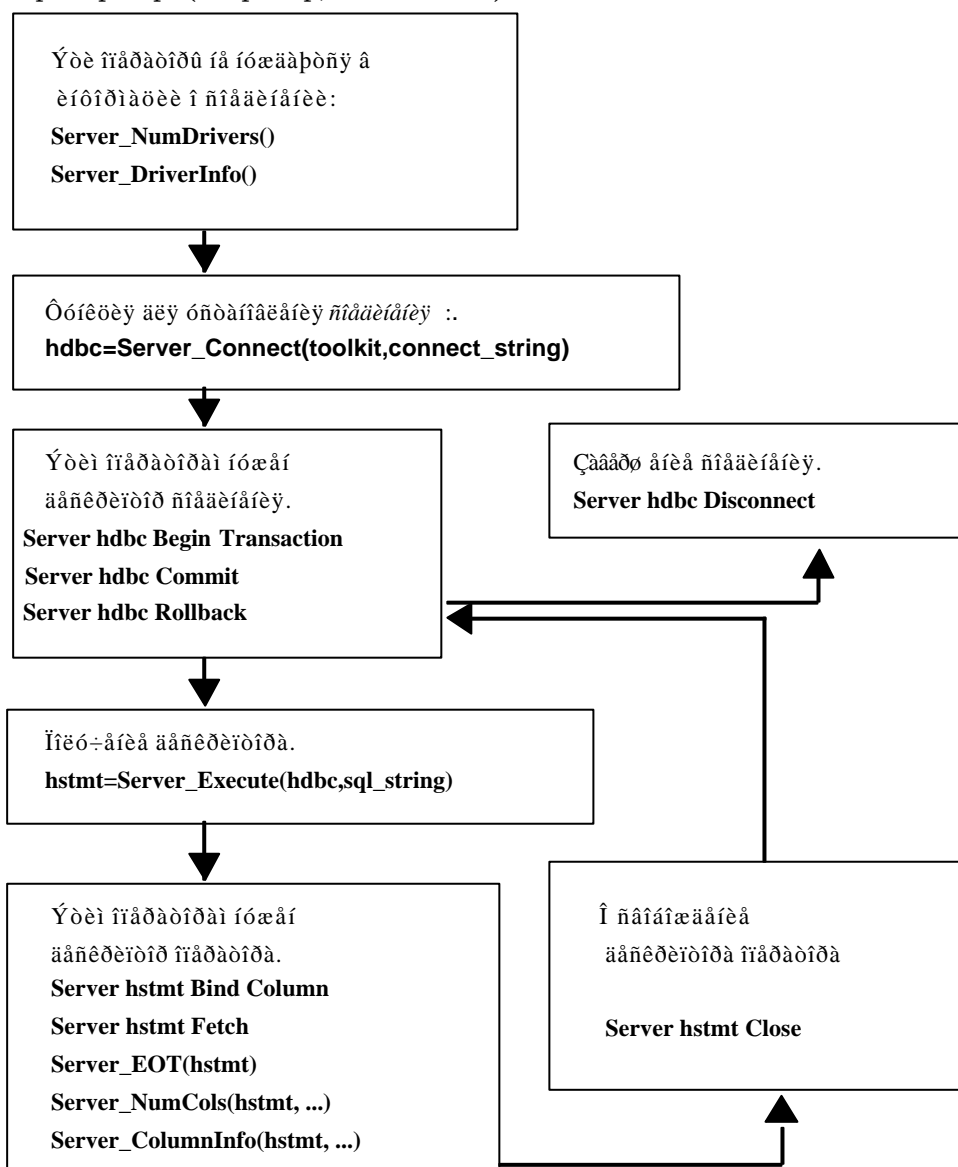 Ýòè îïåðàòîðû íå íóæäàþòñÿ â
èíôîðìàöèè î ñîåäèíåíèè:
Server_NumDrivers()
Server_DriverInfo()
Ôóíêöèÿ äëÿ óñòàíîâëåíèÿ ñîåäèíåíèÿ :.
hdbc=Server_Connect(toolkit,connect_string)
Ýòèì îïåðàòîðàì íóæåí
äåñêðèïòîð ñîåäèíåíèÿ.
Server hdbc Begin Transaction
Server hdbc Commit
Server hdbc Rollback
Çàâåðø åíèå ñîåäèíåíèÿ.
Server hdbc Disconnect
Ïîëó÷åíèå äåñêðèïòîðà.
hstmt=Server_Execute(hdbc,sql_string)
Ýòèì îïåðàòîðàì íóæåí
äåñêðèïòîð îïåðàòîðà.
Server hstmt Bind Column
Server hstmt Fetch
Server_EOT(hstmt)
Server_NumCols(hstmt, ...)
Server_ColumnInfo(hstmt, ...)
Î ñâîáîæäåíèå
äåñêðèïòîðà îïåðàòîðà
Server hstmt Close